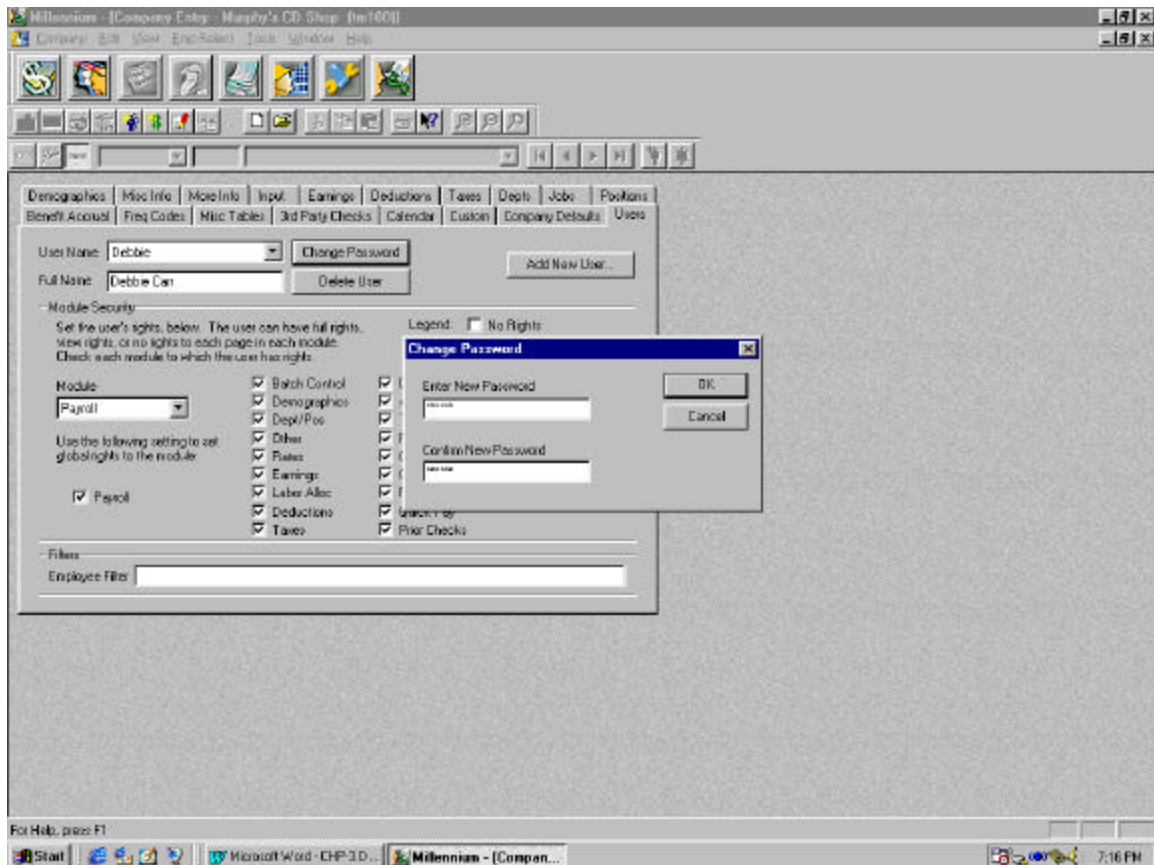 Millennium - [Company Entry - Murphy's CD Shop (tm100)]
Company Edit View Emp Select Tools Window Help
Demographics Misc Info More Info Input Earnings Deductions Taxes Depts Jobs Positions
Benefit Accrual Freq Codes Misc Tables 3rd Party Checks Calendar Custom Company Defaults Users
User Name Debbie Change Password Add New User...
Full Name Debbie Carr Delete User
Module Security
Set the user's rights, below. The user can have full rights,
view rights, or no rights to each page in each module.
Check each module to which the user has rights.
Legend: No Rights
Module
Payroll
Use the following setting to set
global rights to the module:
Payroll
Batch Control
Demographics
Dept/Pos
Other
Rates
Earnings
Labor Alloc
Deductions
Taxes
Quick Pay
Prior Checks
Change Password
Enter New Password OK
Cancel
Confirm New Password
Filters
Employee Filter
For Help, press F1
Start Microsoft Word - CHP-3.D... Millennium - [Compan... 7:16 PM